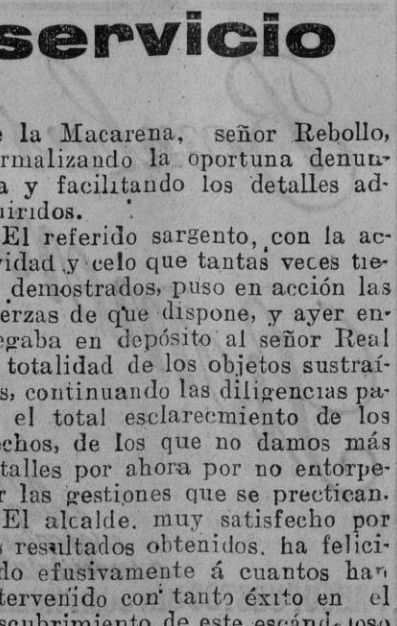 servicio
e la Macarena, señor Rebollo,
rmalizando la oportuna denun-
a y facilitando los detalles ad-
uiridos.
El referido sargento, con la ac-
vidad y celo que tantas veces tie-
demostrados, puso en acción las
erzas de que dispone, y ayer en-
egaba en depósito al señor Real
totalidad de los objetos sustraí-
s, continuando las diligencias pa-
el total esclarecmiento de los
echos, de los que no damos más
talles por ahora por no entorpe-
r las gestiones que se prectican.
El alcalde. muy satisfecho por
s resultados obtenidos. ha felici-
do efusivamente á cuantos han
tervenido con tanto éxito en el
scubrimiento de este